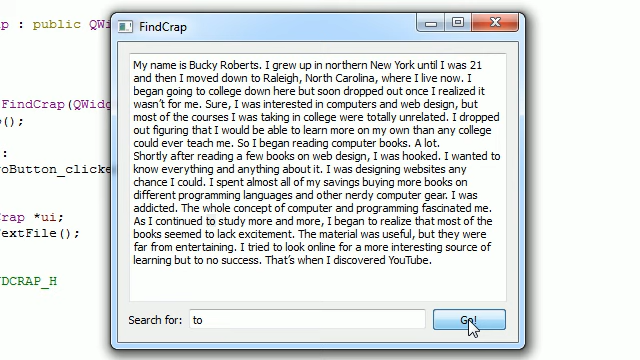 ap : public QW
FindCrap
FindCrap(QWidg
();
:
oButton_clicke
rap *ui;
extFile();
DCRAP_H
My name is Bucky Roberts. I grew up in northern New York until I was 21
and then I moved down to Raleigh, North Carolina, where I live now. I
began going to college down here but soon dropped out once I realized it
wasn't for me. Sure, I was interested in computers and web design, but
most of the courses I was taking in college were totally unrelated. I dropped
out figuring that I would be able to learn more on my own than any college
could ever teach me. So I began reading computer books. A lot.
Shortly after reading a few books on web design, I was hooked. I wanted to
know everything and anything about it. I was designing websites any
chance I could. I spent almost all of my savings buying more books on
different programming languages and other nerdy computer gear. I was
addicted. The whole concept of computer and programming fascinated me.
As I continued to study more and more, I began to realize that most of the
books seemed to lack excitement. The material was useful, but they were
far from entertaining. I tried to look online for a more interesting source of
learning but to no success. That's when I discovered YouTube.
Search for: to Go!